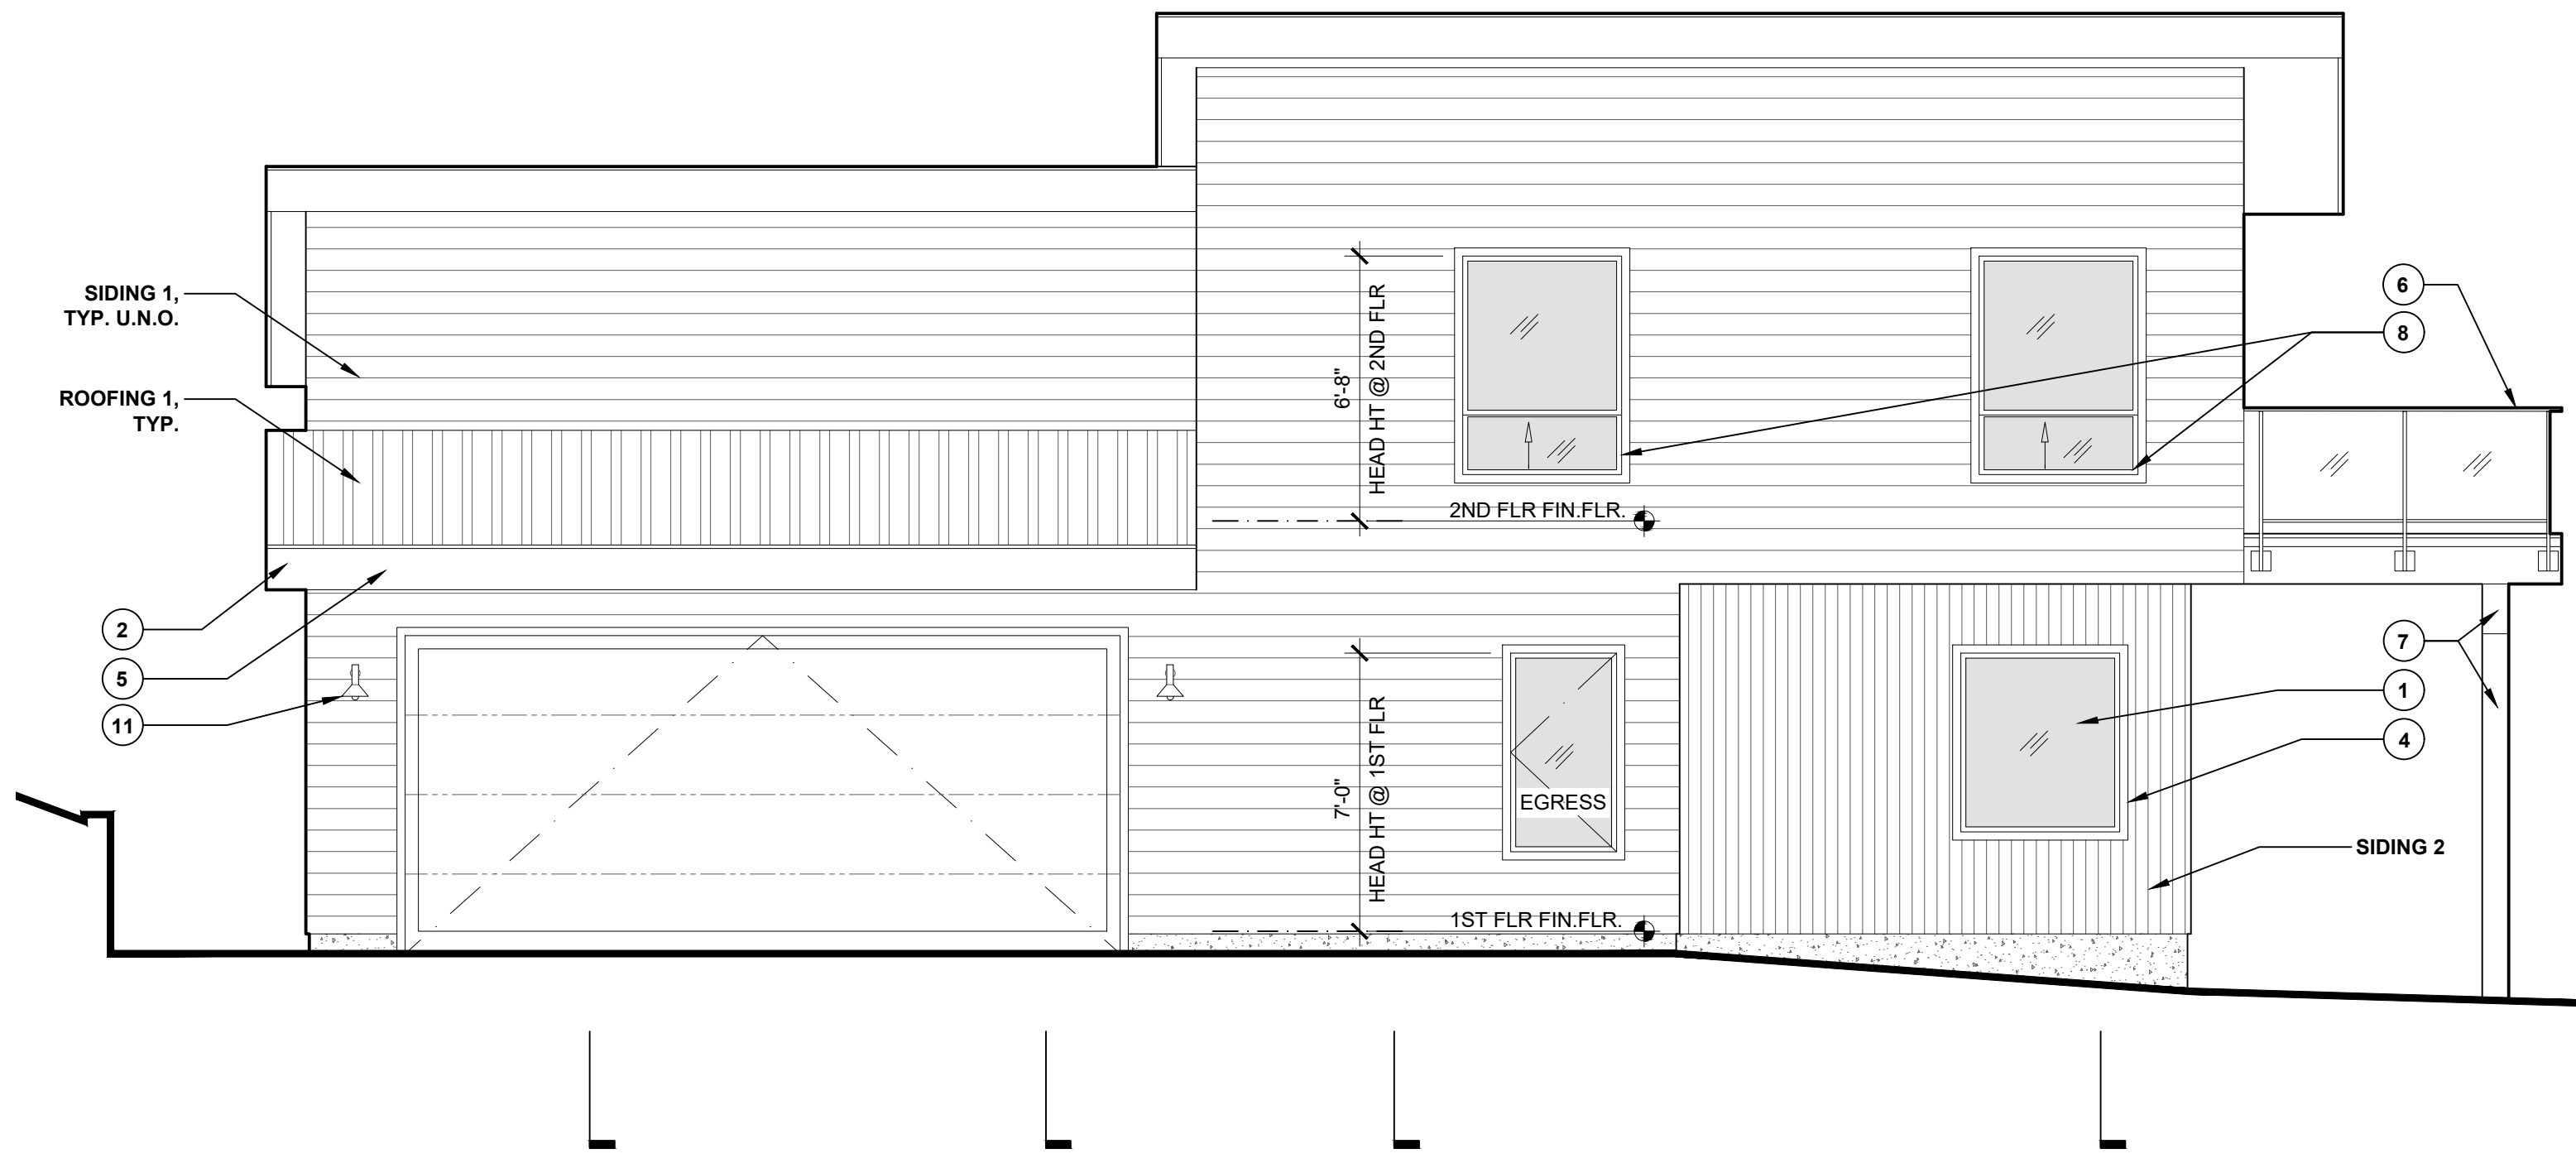 SIDING 1,
TYP. U.N.O.
ROOFING 1,
TYP.
2
5
11
6'-8"
HEAD HT @ 2ND FLR
2ND FLR FIN.FLR.
7'-0"
HEAD HT @ 1ST FLR
1ST FLR FIN.FLR.
EGRESS
6
8
7
1
4
SIDING 2